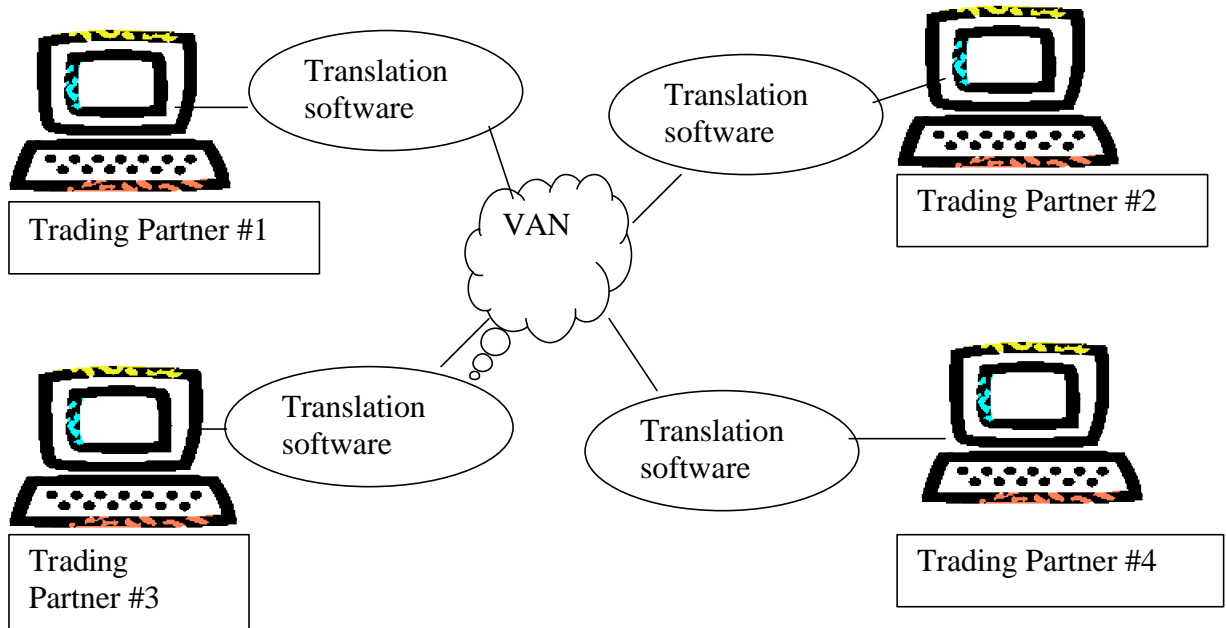 Translation
software
Translation
software
Trading Partner #1
VAN
Trading Partner #2
Translation
software
Translation
software
Trading
Partner #3
Trading Partner #4